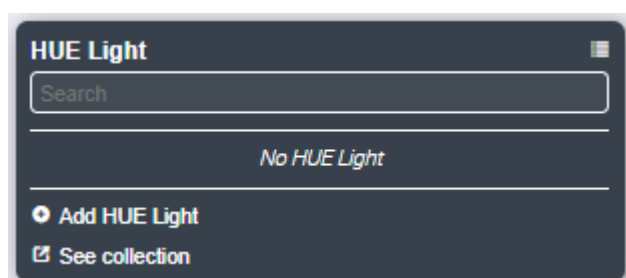 HUE Light
Search
No HUE Light
Add HUE Light
See collection